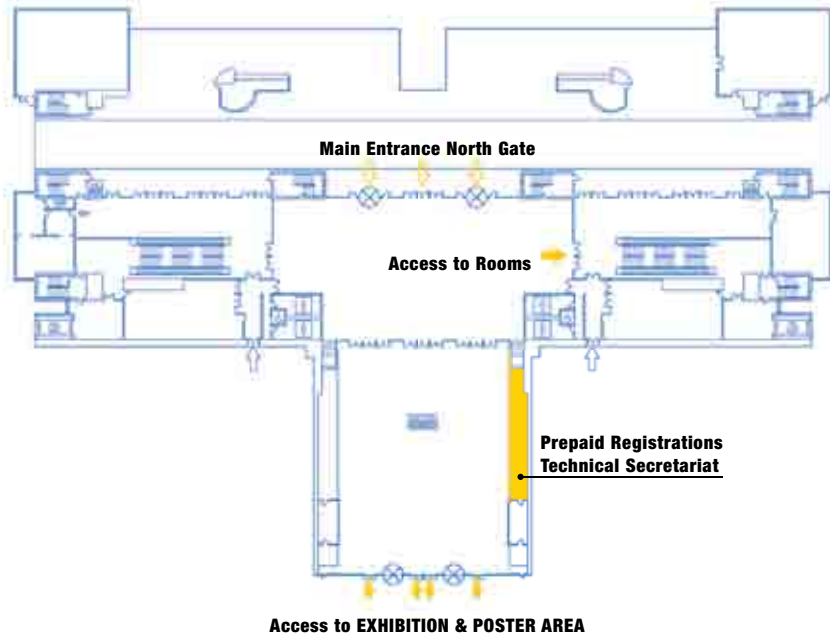 Main Entrance North Gate
Access to Rooms
Prepaid Registrations
Technical Secretariat
Access to EXHIBITION & POSTER AREA